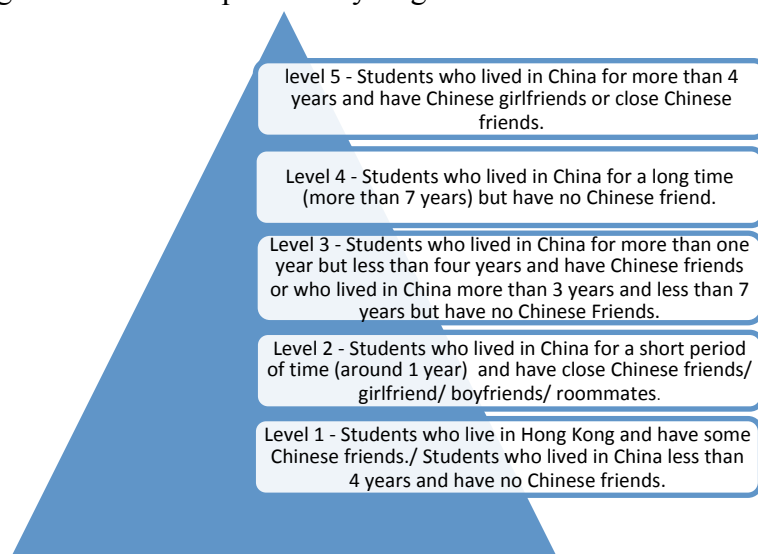 level 5 - Students who lived in China for more than 4
years and have Chinese girlfriends or close Chinese
friends.
Level 4 - Students who lived in China for a long time
(more than 7 years) but have no Chinese friend.
Level 3 - Students who lived in China for more than one
year but less than four years and have Chinese friends
or who lived in China more than 3 years and less than 7
years but have no Chinese Friends.
Level 2 - Students who lived in China for a short period
of time (around 1 year) and have close Chinese friends/
girlfriend/ boyfriends/ roommates.
Level 1 - Students who live in Hong Kong and have some
Chinese friends./ Students who lived in China less than
4 years and have no Chinese friends.